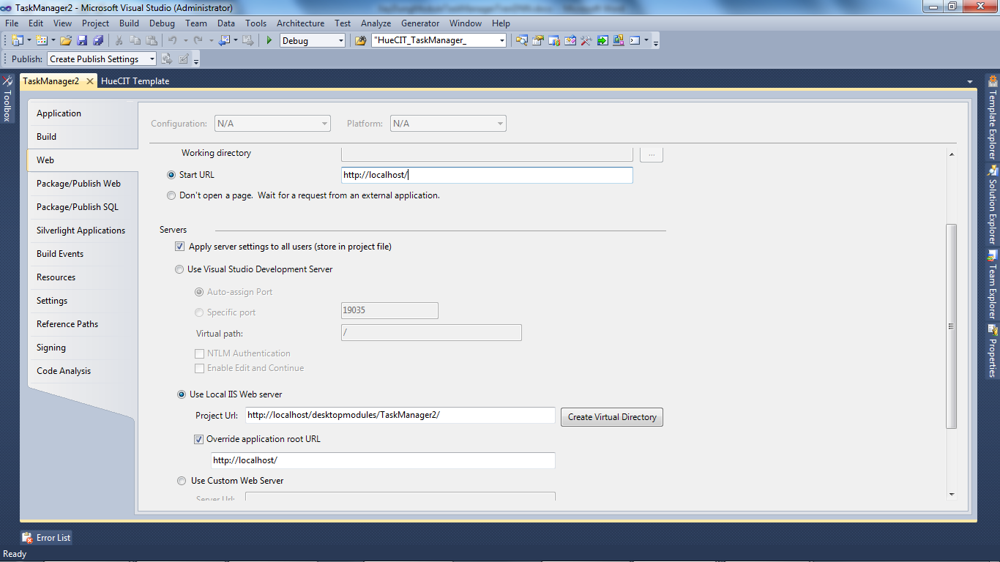 TaskManager2 - Microsoft Visual Studio (Administrator)
File Edit View Project Build Debug Team Data Tools Architecture Test Analyze Generator Window Help
Debug "HueCIT_TaskManager_
Publish: Create Publish Settings
TaskManager2 HueCIT Template
Toolbox
Application
Build
Web
Package/Publish Web
Package/Publish SQL
Silverlight Applications
Build Events
Resources
Settings
Reference Paths
Signing
Code Analysis
Configuration: N/A Platform: N/A
Working directory ...
Start URL http://localhost/
Don't open a page. Wait for a request from an external application.
Servers
Apply server settings to all users (store in project file)
Use Visual Studio Development Server
Auto-assign Port
Specific port 19035
Virtual path: /
NTLM Authentication
Enable Edit and Continue
Use Local IIS Web server
Project Url: http://localhost/desktopmodules/TaskManager2/ Create Virtual Directory
Override application root URL
http://localhost/
Use Custom Web Server
Server Url:
Template Explorer
Solution Explorer
Team Explorer
Properties
Error List
Ready